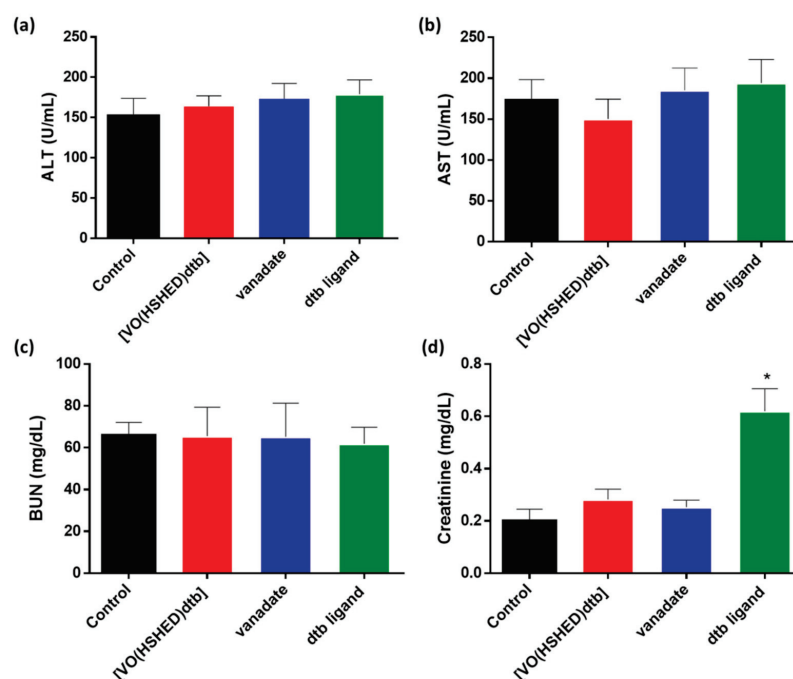 (a)
250
200
150
100
50
0
ALT (U/mL)
Control
[VO(HSHED)dtb]
vanadate
dtb ligand
(b)
250
200
150
100
50
0
AST (U/mL)
Control
[VO(HSHED)dtb]
vanadate
dtb ligand
(c)
100
80
60
40
20
0
BUN (mg/dL)
Control
[VO(HSHED)dtb]
vanadate
dtb ligand
(d)
0.8
0.6
0.4
0.2
0.0
Creatinine (mg/dL)
*
Control
[VO(HSHED)dtb]
vanadate
dtb ligand